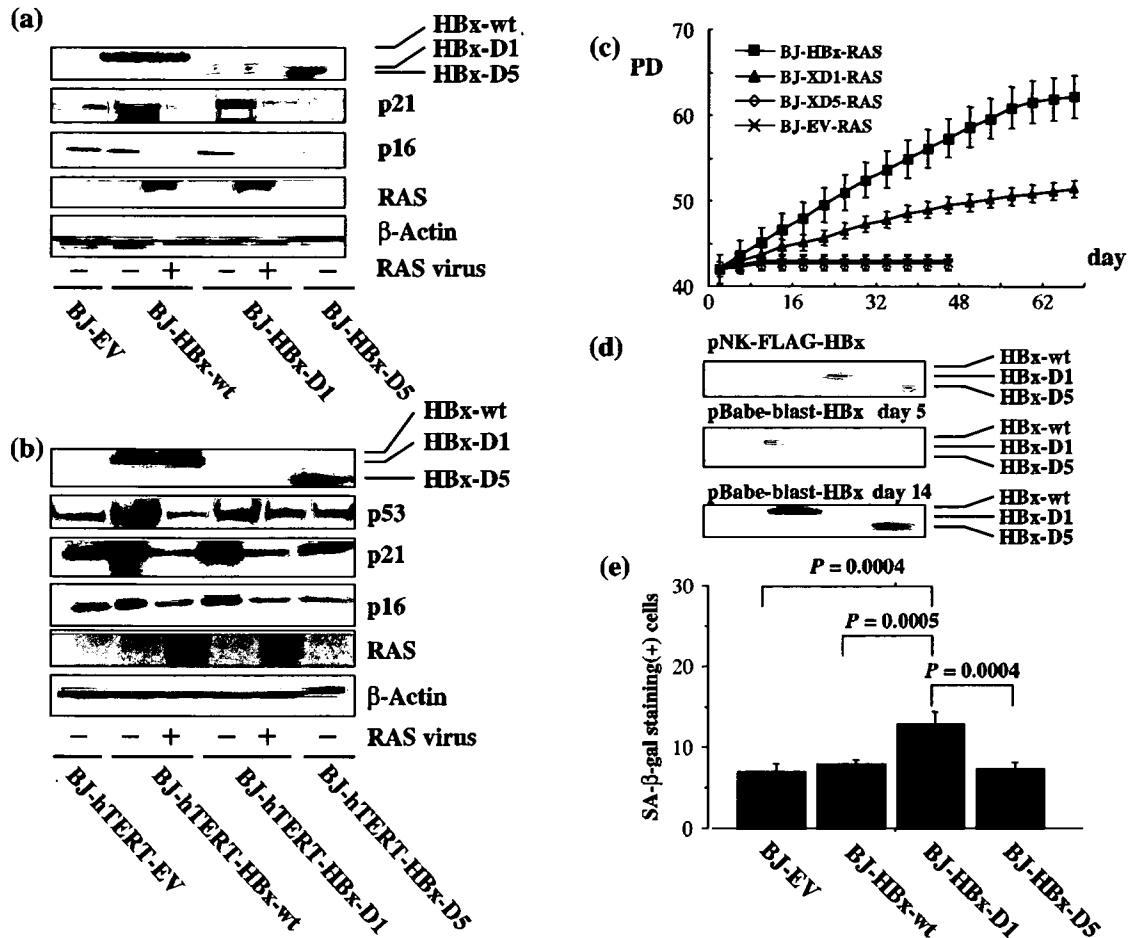 (a)
HBx-wt
HBx-D1
HBx-D5
p21
p16
RAS
β-Actin
− − + − + − RAS virus
BJ-EV
BJ-HBx-wt
BJ-HBx-D1
BJ-HBx-D5
(b)
HBx-wt
HBx-D1
HBx-D5
p53
p21
p16
RAS
β-Actin
− − + − + − RAS virus
BJ-hTERT-EV
BJ-hTERT-HBx-wt
BJ-hTERT-HBx-D1
BJ-hTERT-HBx-D5
(c)
PD
70
60
50
40
BJ-HBx-RAS
BJ-XD1-RAS
BJ-XD5-RAS
BJ-EV-RAS
0 16 32 48 62
day
(d)
pNK-FLAG-HBx
HBx-wt
HBx-D1
HBx-D5
pBabe-blast-HBx day 5
HBx-wt
HBx-D1
HBx-D5
pBabe-blast-HBx day 14
HBx-wt
HBx-D1
HBx-D5
(e)
SA-β-gal staining(+) cells
30
20
10
0
P = 0.0004
P = 0.0005
P = 0.0004
BJ-EV
BJ-HBx-wt
BJ-HBx-D1
BJ-HBx-D5